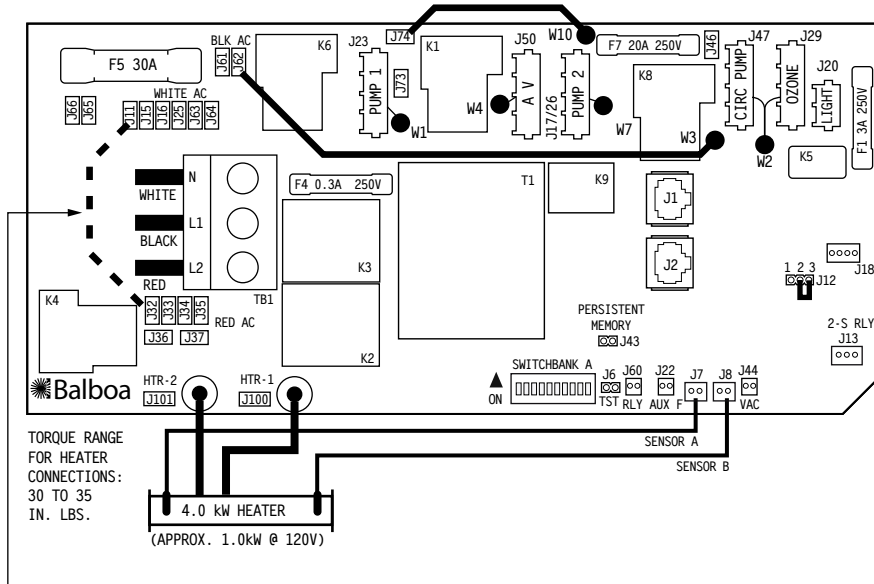 J74
W10
J23
BLK AC
K6
J61
J62
F5 30A
PUMP 1
J73
K1
J50
A V
W4
W1
J17/26
PUMP 2
F7 20A 250V
J46
J47
CIRC PUMP
J29
OZONE
J20
LIGHT
F1 3A 250V
K8
W7
W3
W2
K5
J66
J65
WHITE AC
J11
J15
J16
J25
J63
J64
N
WHITE
L1
BLACK
L2
RED
TB1
F4 0.3A 250V
K3
K2
T1
K9
J1
J2
J18
1 2 3
J12
2-S RLY
J13
K4
J32
J33
J34
J35
RED AC
J36
J37
PERSISTENT
MEMORY
J43
Balboa
HTR-2
J101
HTR-1
J100
ON
SWITCHBANK A
J6
TST
J60
RLY
J22
AUX F
J7
J8
J44
VAC
SENSOR A
SENSOR B
TORQUE RANGE
FOR HEATER
CONNECTIONS:
30 TO 35
IN. LBS.
4.0 kW HEATER
(APPROX. 1.0kW @ 120V)